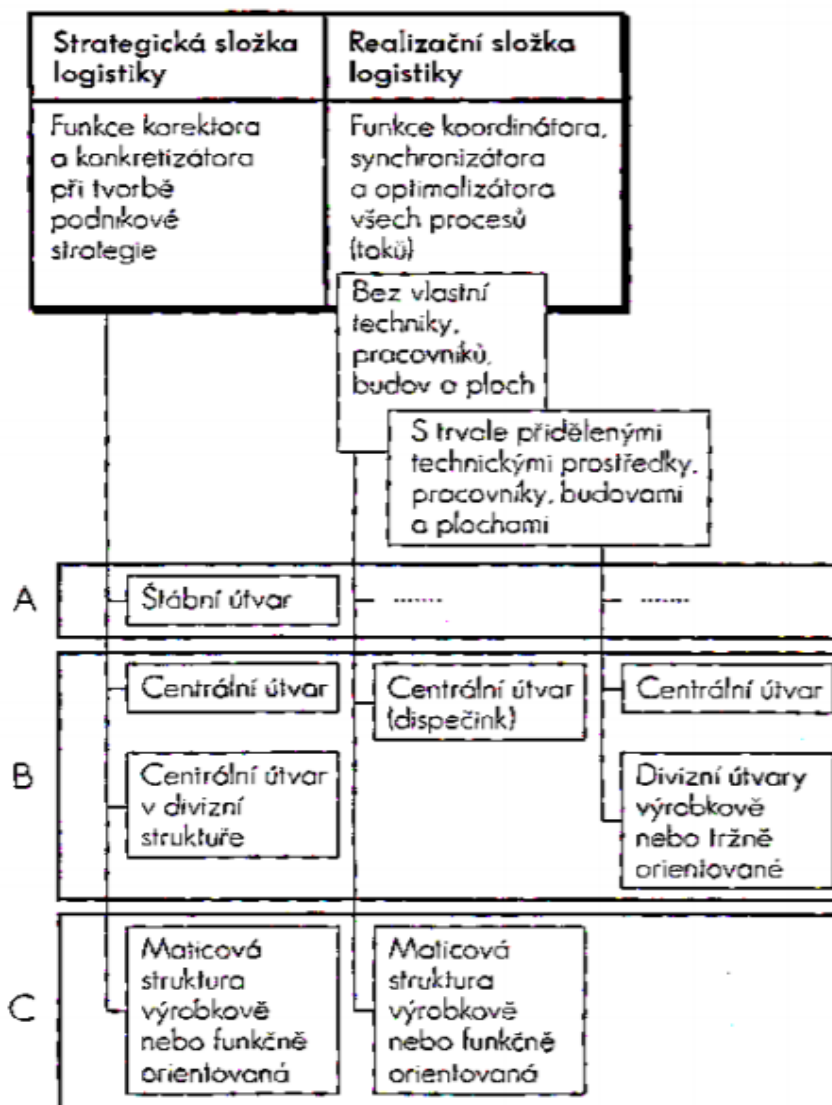 Strategická složka
logistiky
Realizační složka
logistiky
Funkce korektora
a konkretizátora
při tvorbě
podnikové
strategie
Funkce koordinátora,
synchronizátora
a optimalizátora
všech procesů
(toků)
Bez vlastní
techniky,
pracovníků,
budov a ploch
S trvale přidělenými
technickými prostředky,
pracovníky, budovami
a plochami
A
Štábní útvar
......
......
B
Centrální útvar
Centrální útvar
(dispečink)
Centrální útvar
Centrální útvar
v divizní
struktuře
Divizní útvary
výrobkově
nebo tržně
orientované
C
Maticová
struktura
výrobkově
nebo funkčně
orientovaná
Maticová
struktura
výrobkově
nebo funkčně
orientovaná